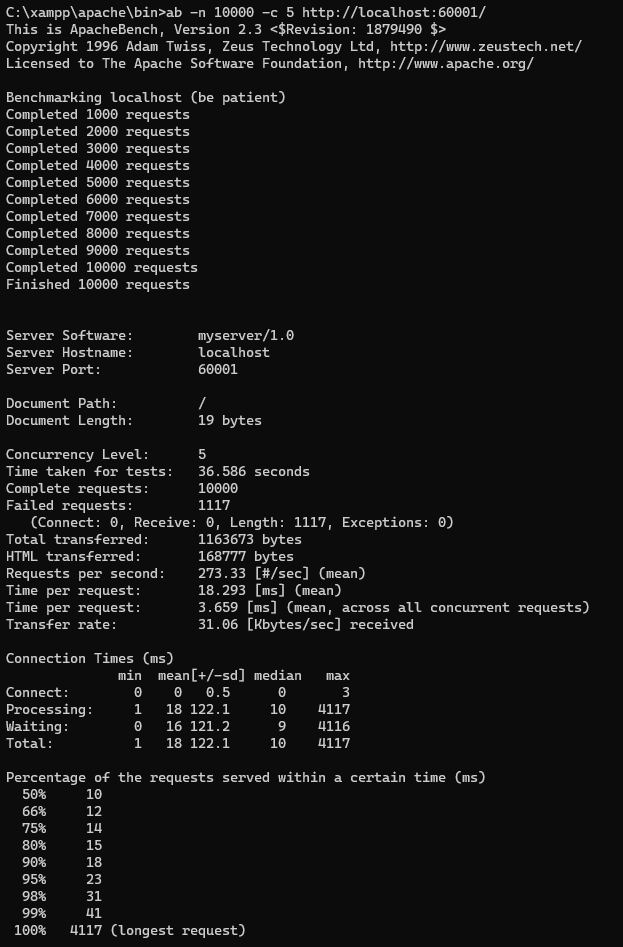 C:\xampp\apache\bin>ab -n 10000 -c 5 http://localhost:60001/
This is ApacheBench, Version 2.3 <$Revision: 1879490 $>
Copyright 1996 Adam Twiss, Zeus Technology Ltd, http://www.zeustech.net/
Licensed to The Apache Software Foundation, http://www.apache.org/

Benchmarking localhost (be patient)
Completed 1000 requests
Completed 2000 requests
Completed 3000 requests
Completed 4000 requests
Completed 5000 requests
Completed 6000 requests
Completed 7000 requests
Completed 8000 requests
Completed 9000 requests
Completed 10000 requests
Finished 10000 requests


Server Software:        myserver/1.0
Server Hostname:        localhost
Server Port:            60001

Document Path:          /
Document Length:        19 bytes

Concurrency Level:      5
Time taken for tests:   36.586 seconds
Complete requests:      10000
Failed requests:        1117
   (Connect: 0, Receive: 0, Length: 1117, Exceptions: 0)
Total transferred:      1163673 bytes
HTML transferred:       168777 bytes
Requests per second:    273.33 [#/sec] (mean)
Time per request:       18.293 [ms] (mean)
Time per request:       3.659 [ms] (mean, across all concurrent requests)
Transfer rate:          31.06 [Kbytes/sec] received

Connection Times (ms)
              min  mean[+/-sd] median   max
Connect:        0    0   0.5      0       3
Processing:     1   18 122.1     10    4117
Waiting:        0   16 121.2      9    4116
Total:          1   18 122.1     10    4117

Percentage of the requests served within a certain time (ms)
  50%     10
  66%     12
  75%     14
  80%     15
  90%     18
  95%     23
  98%     31
  99%     41
 100%   4117 (longest request)